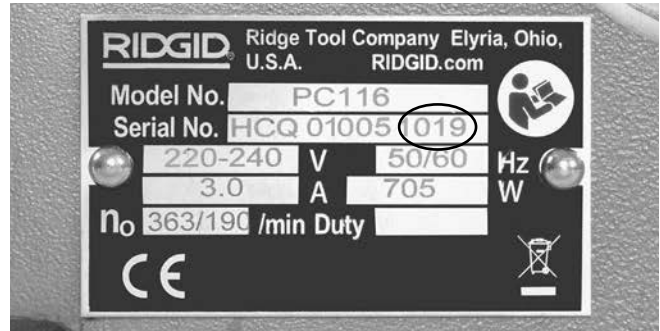 RIDGID® Ridge Tool Company Elyria, Ohio,
U.S.A. RIDGID.com
Model No. PC116
Serial No. HCQ 01005 1019
220-240 V 50/60 Hz
3.0 A 705 W
no 363/190 /min Duty
CE